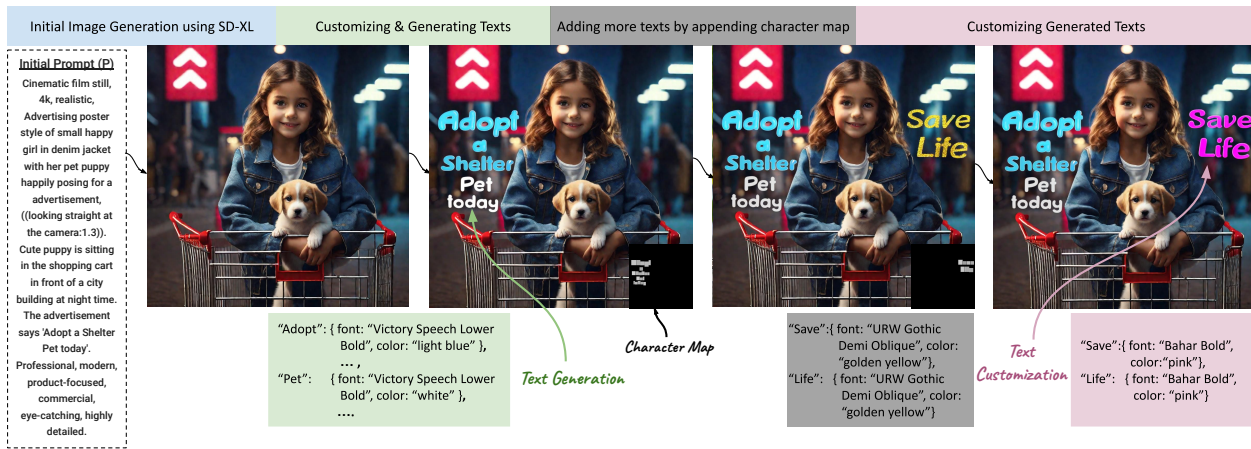 Initial Image Generation using SD-XL
Customizing & Generating Texts
Adding more texts by appending character map
Customizing Generated Texts
Initial Prompt (P)
Cinematic film still,
4k, realistic,
Advertising poster
style of small happy
girl in denim jacket
with her pet puppy
happily posing for a
advertisement,
((looking straight at
the camera:1.3)).
Cute puppy is sitting
in the shopping cart
in front of a city
building at night time.
The advertisement
says 'Adopt a Shelter
Pet today'.
Professional, modern,
product-focused,
commercial,
eye-catching, highly
detailed.
Adopt
a
Shelter
Pet
today
Adopt
a
Shelter
Pet
today
Save
Life
Adopt
a
Shelter
Pet
today
Save
Life
“Adopt”: { font: “Victory Speech Lower
Bold”, color: “light blue” },
... ,
“Pet”: { font: “Victory Speech Lower
Bold”, color: “white” },
....
Text Generation
Character Map
“Save”:{ font: “URW Gothic
Demi Oblique”, color:
“golden yellow”},
“Life”: { font: “URW Gothic
Demi Oblique”, color:
“golden yellow”}
Text
Customization
“Save”:{ font: “Bahar Bold”,
color:“pink”},
“Life”: { font: “Bahar Bold”,
color: “pink”}